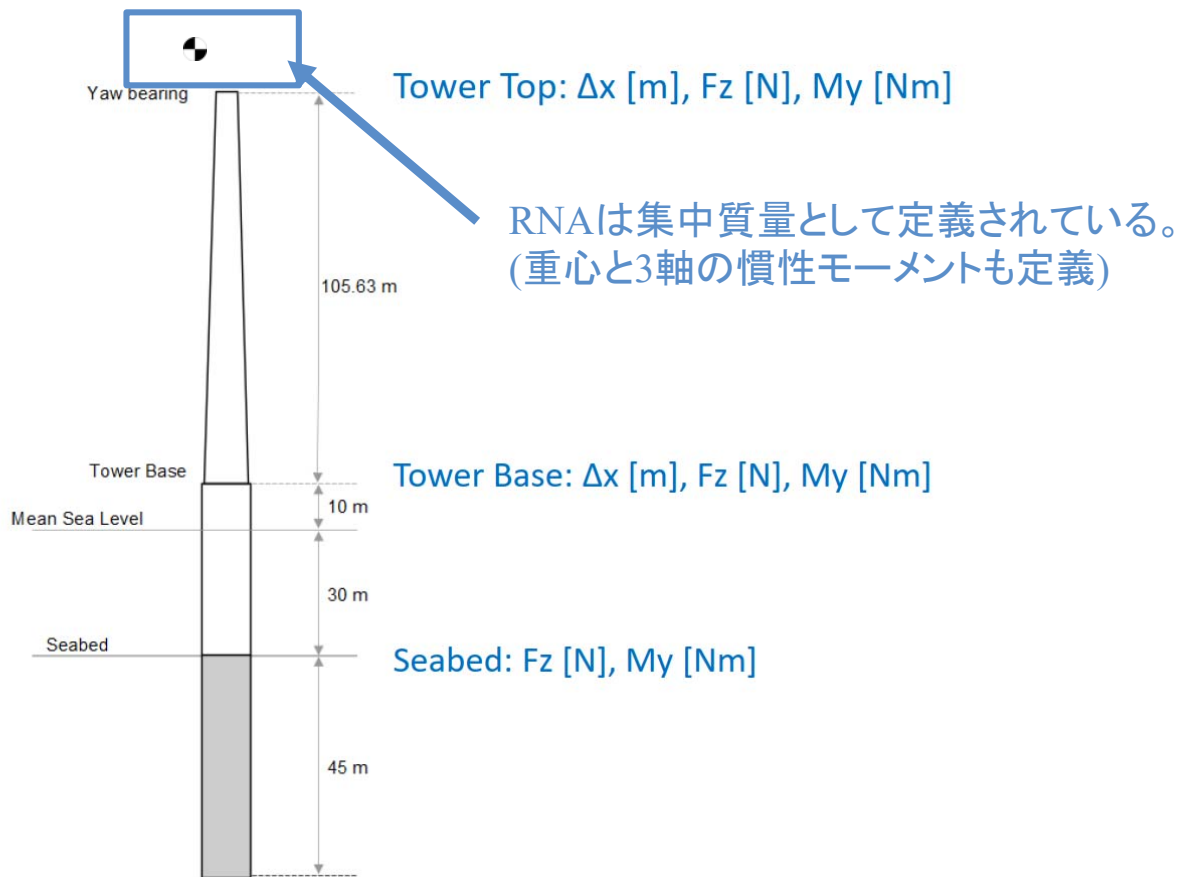 Yaw bearing
Tower Top: Δx [m], Fz [N], My [Nm]
RNAは集中質量として定義されている。
(重心と3軸の慣性モーメントも定義)
105.63 m
Tower Base
Tower Base: Δx [m], Fz [N], My [Nm]
10 m
Mean Sea Level
30 m
Seabed
Seabed: Fz [N], My [Nm]
45 m